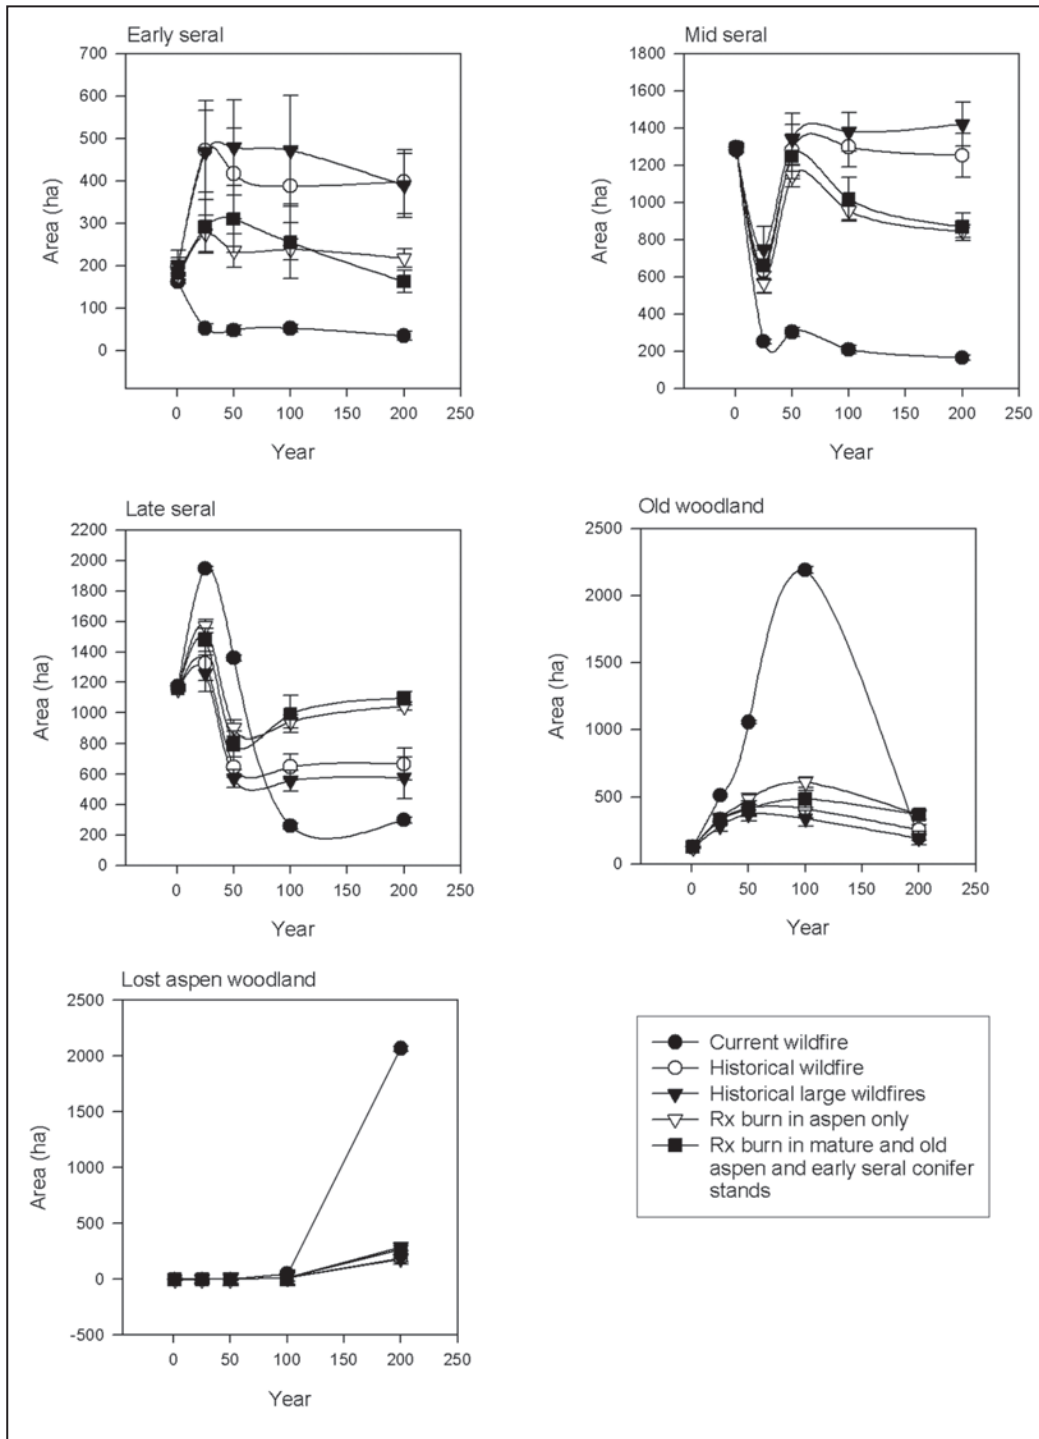 Early seral
700
600
500
400
300
200
100
0
Area (ha)
0 50 100 150 200 250
Year
Mid seral
1800
1600
1400
1200
1000
800
600
400
200
0
Area (ha)
0 50 100 150 200 250
Year
Late seral
2200
2000
1800
1600
1400
1200
1000
800
600
400
200
0
Area (ha)
0 50 100 150 200 250
Year
Old woodland
2500
2000
1500
1000
500
0
Area (ha)
0 50 100 150 200 250
Year
Lost aspen woodland
2500
2000
1500
1000
500
0
-500
Area (ha)
0 50 100 150 200 250
Year
Current wildfire
Historical wildfire
Historical large wildfires
Rx burn in aspen only
Rx burn in mature and old
aspen and early seral conifer
stands